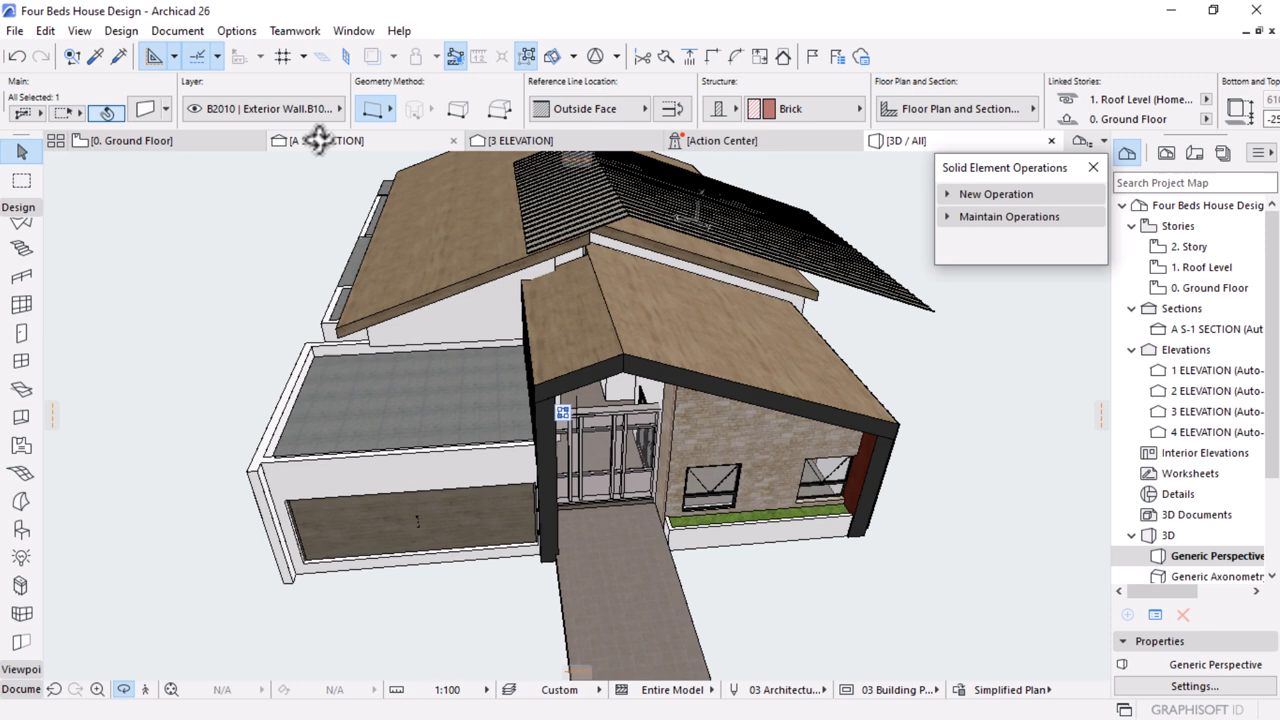 Four Beds House Design - Archicad 26
File Edit View Design Document Options Teamwork Window Help
Main:
All Selected: 1
Layer:
B2010 | Exterior Wall.B10...
Geometry Method:
Reference Line Location:
Outside Face
Structure:
Brick
Floor Plan and Section:
Floor Plan and Section...
Linked Stories:
1. Roof Level (Home...
0. Ground Floor
Bottom and Top
[0. Ground Floor]
[3 ELEVATION]
[Action Center]
[3D / All]
Solid Element Operations
New Operation
Maintain Operations
Search Project Map
Four Beds House Design
Stories
2. Story
1. Roof Level
0. Ground Floor
Sections
A S-1 SECTION (Aut
Elevations
1 ELEVATION (Auto-
2 ELEVATION (Auto-
3 ELEVATION (Auto-
4 ELEVATION (Auto-
Interior Elevations
Worksheets
Details
3D Documents
3D
Generic Perspective
Generic Axonometr
Properties
Generic Perspective
Settings...
GRAPHISOFT ID
Design
Viewpoi
Docume
N/A
N/A
1:100
Custom
Entire Model
03 Architectu...
03 Building P...
Simplified Plan